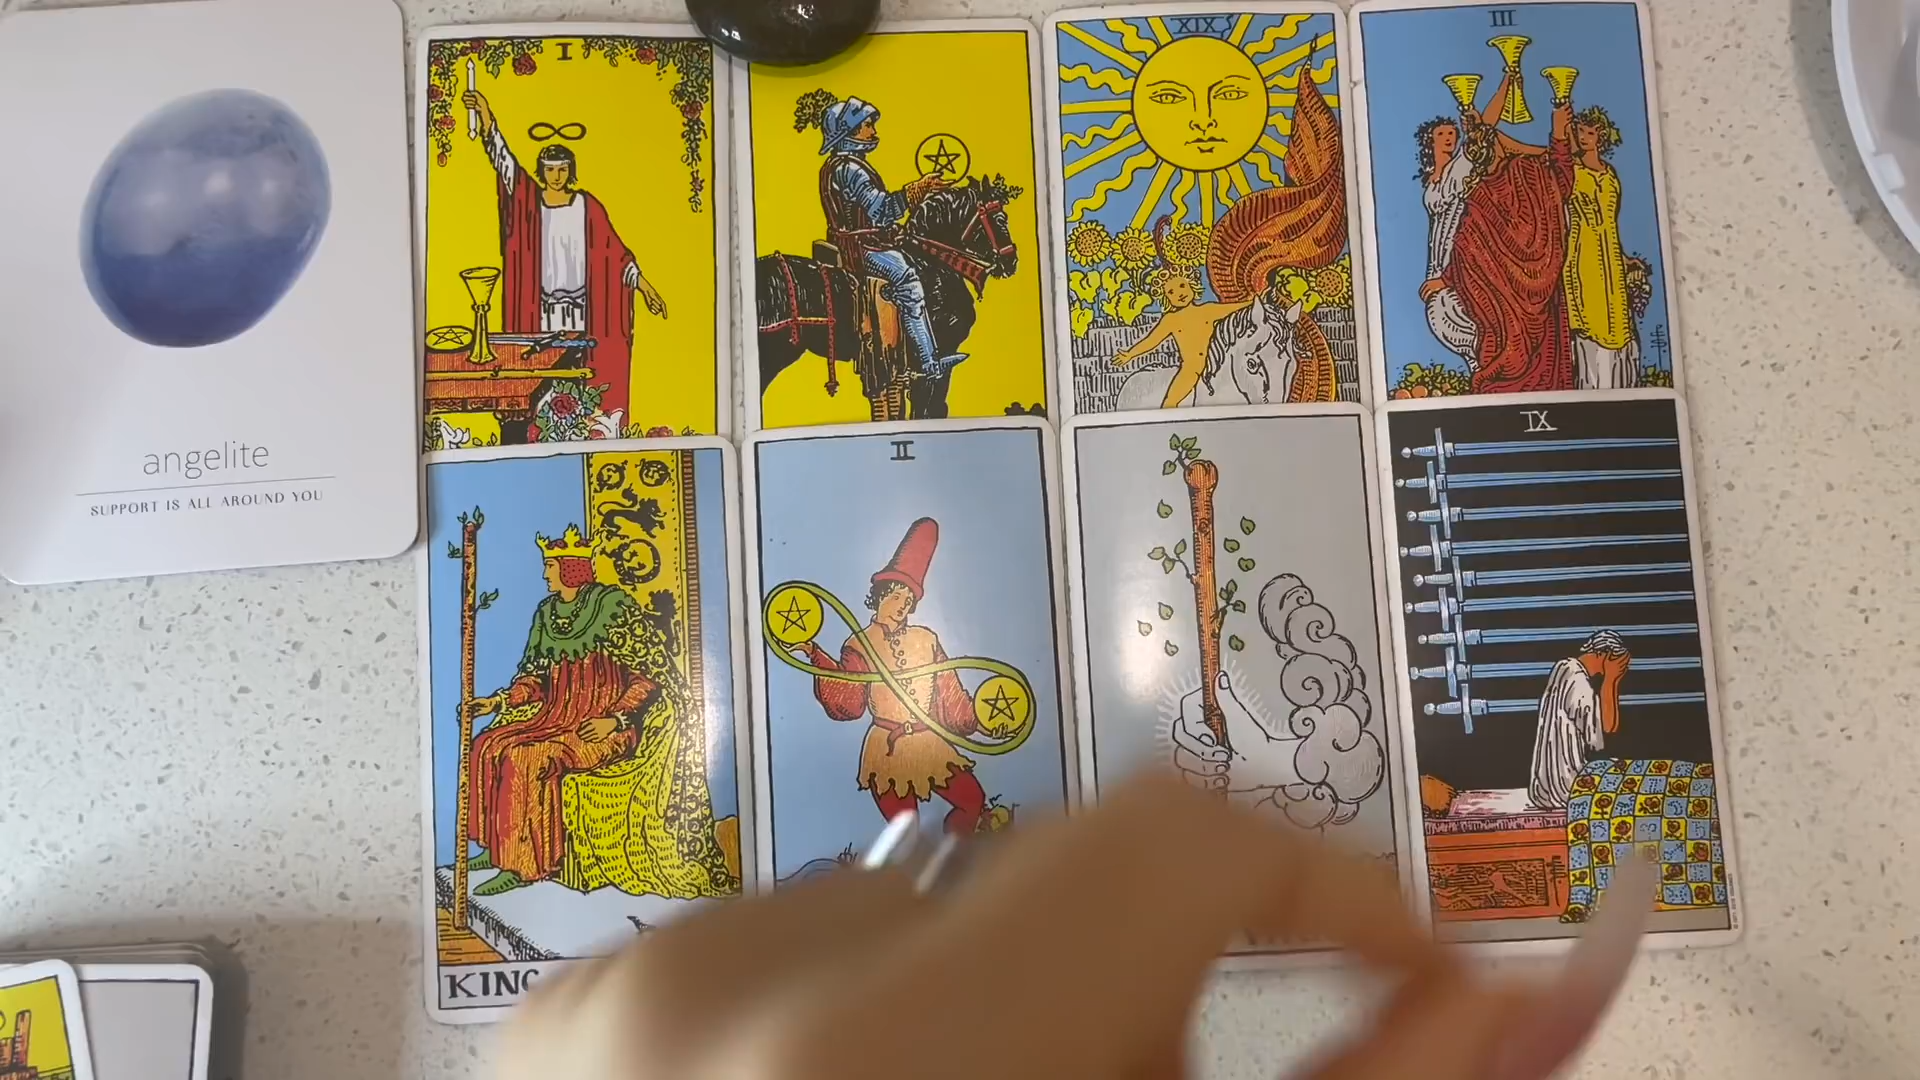 I
XIX
III
angelite
SUPPORT IS ALL AROUND YOU
II
IX
KING